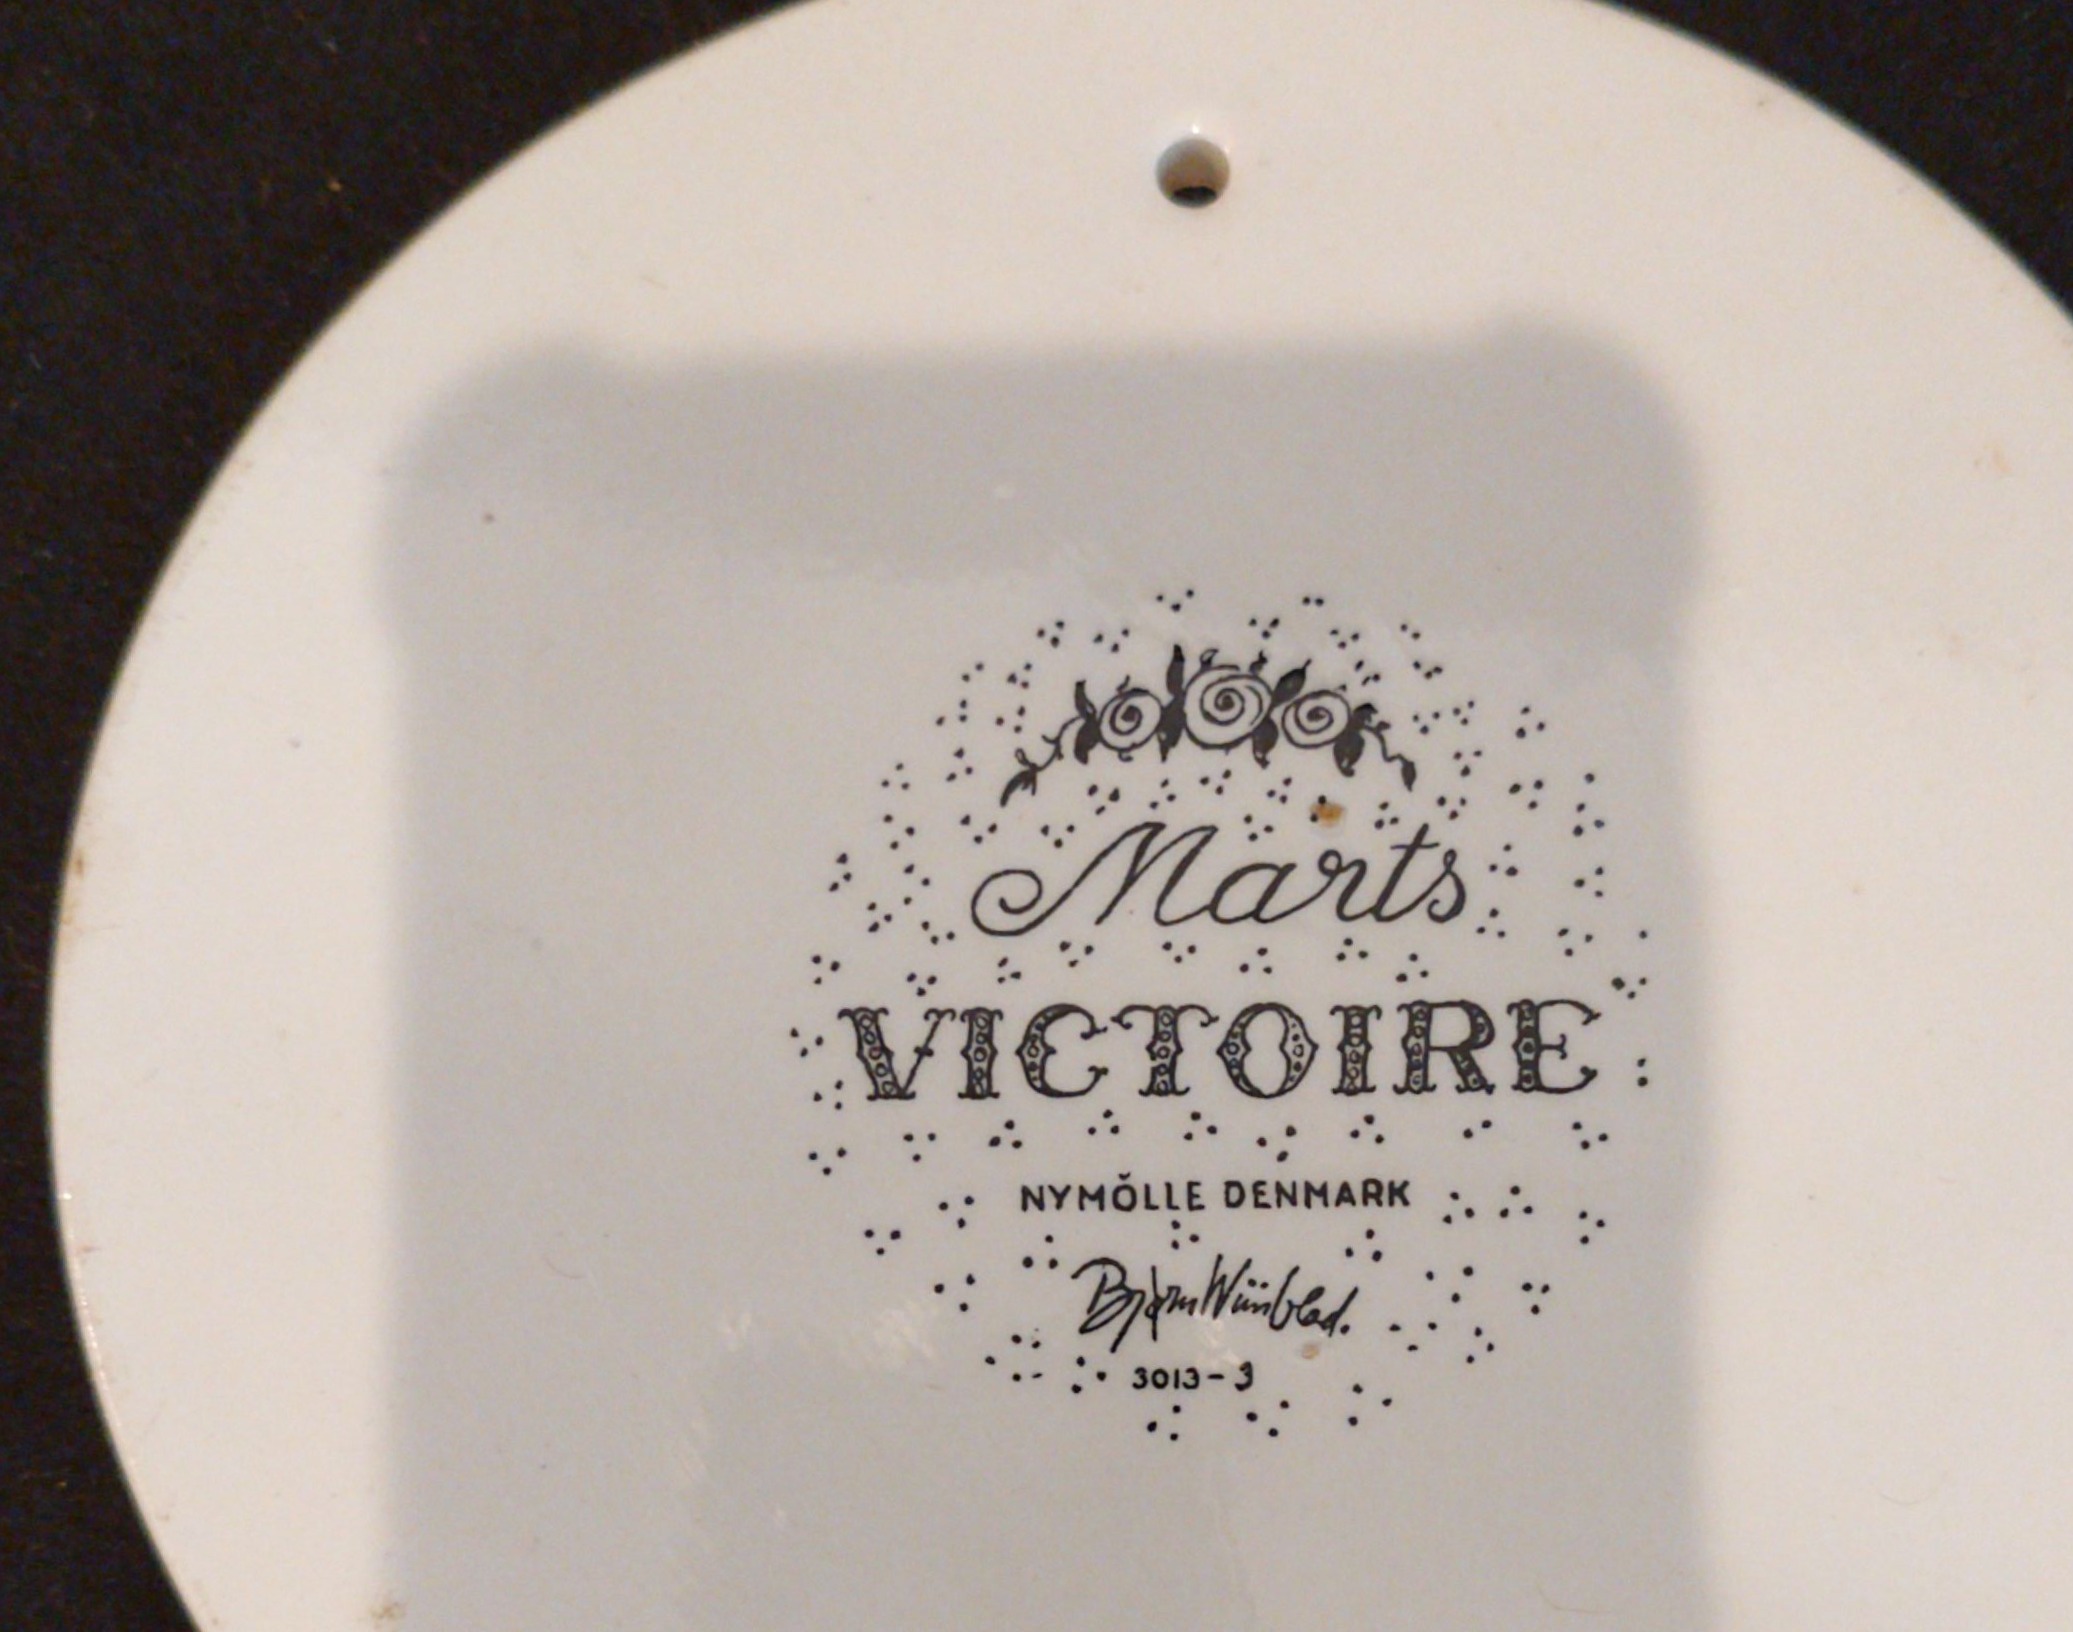 Marts
VICTOIRE
NYMÖLLE DENMARK
Bjørn Wiinblad.
3013-3